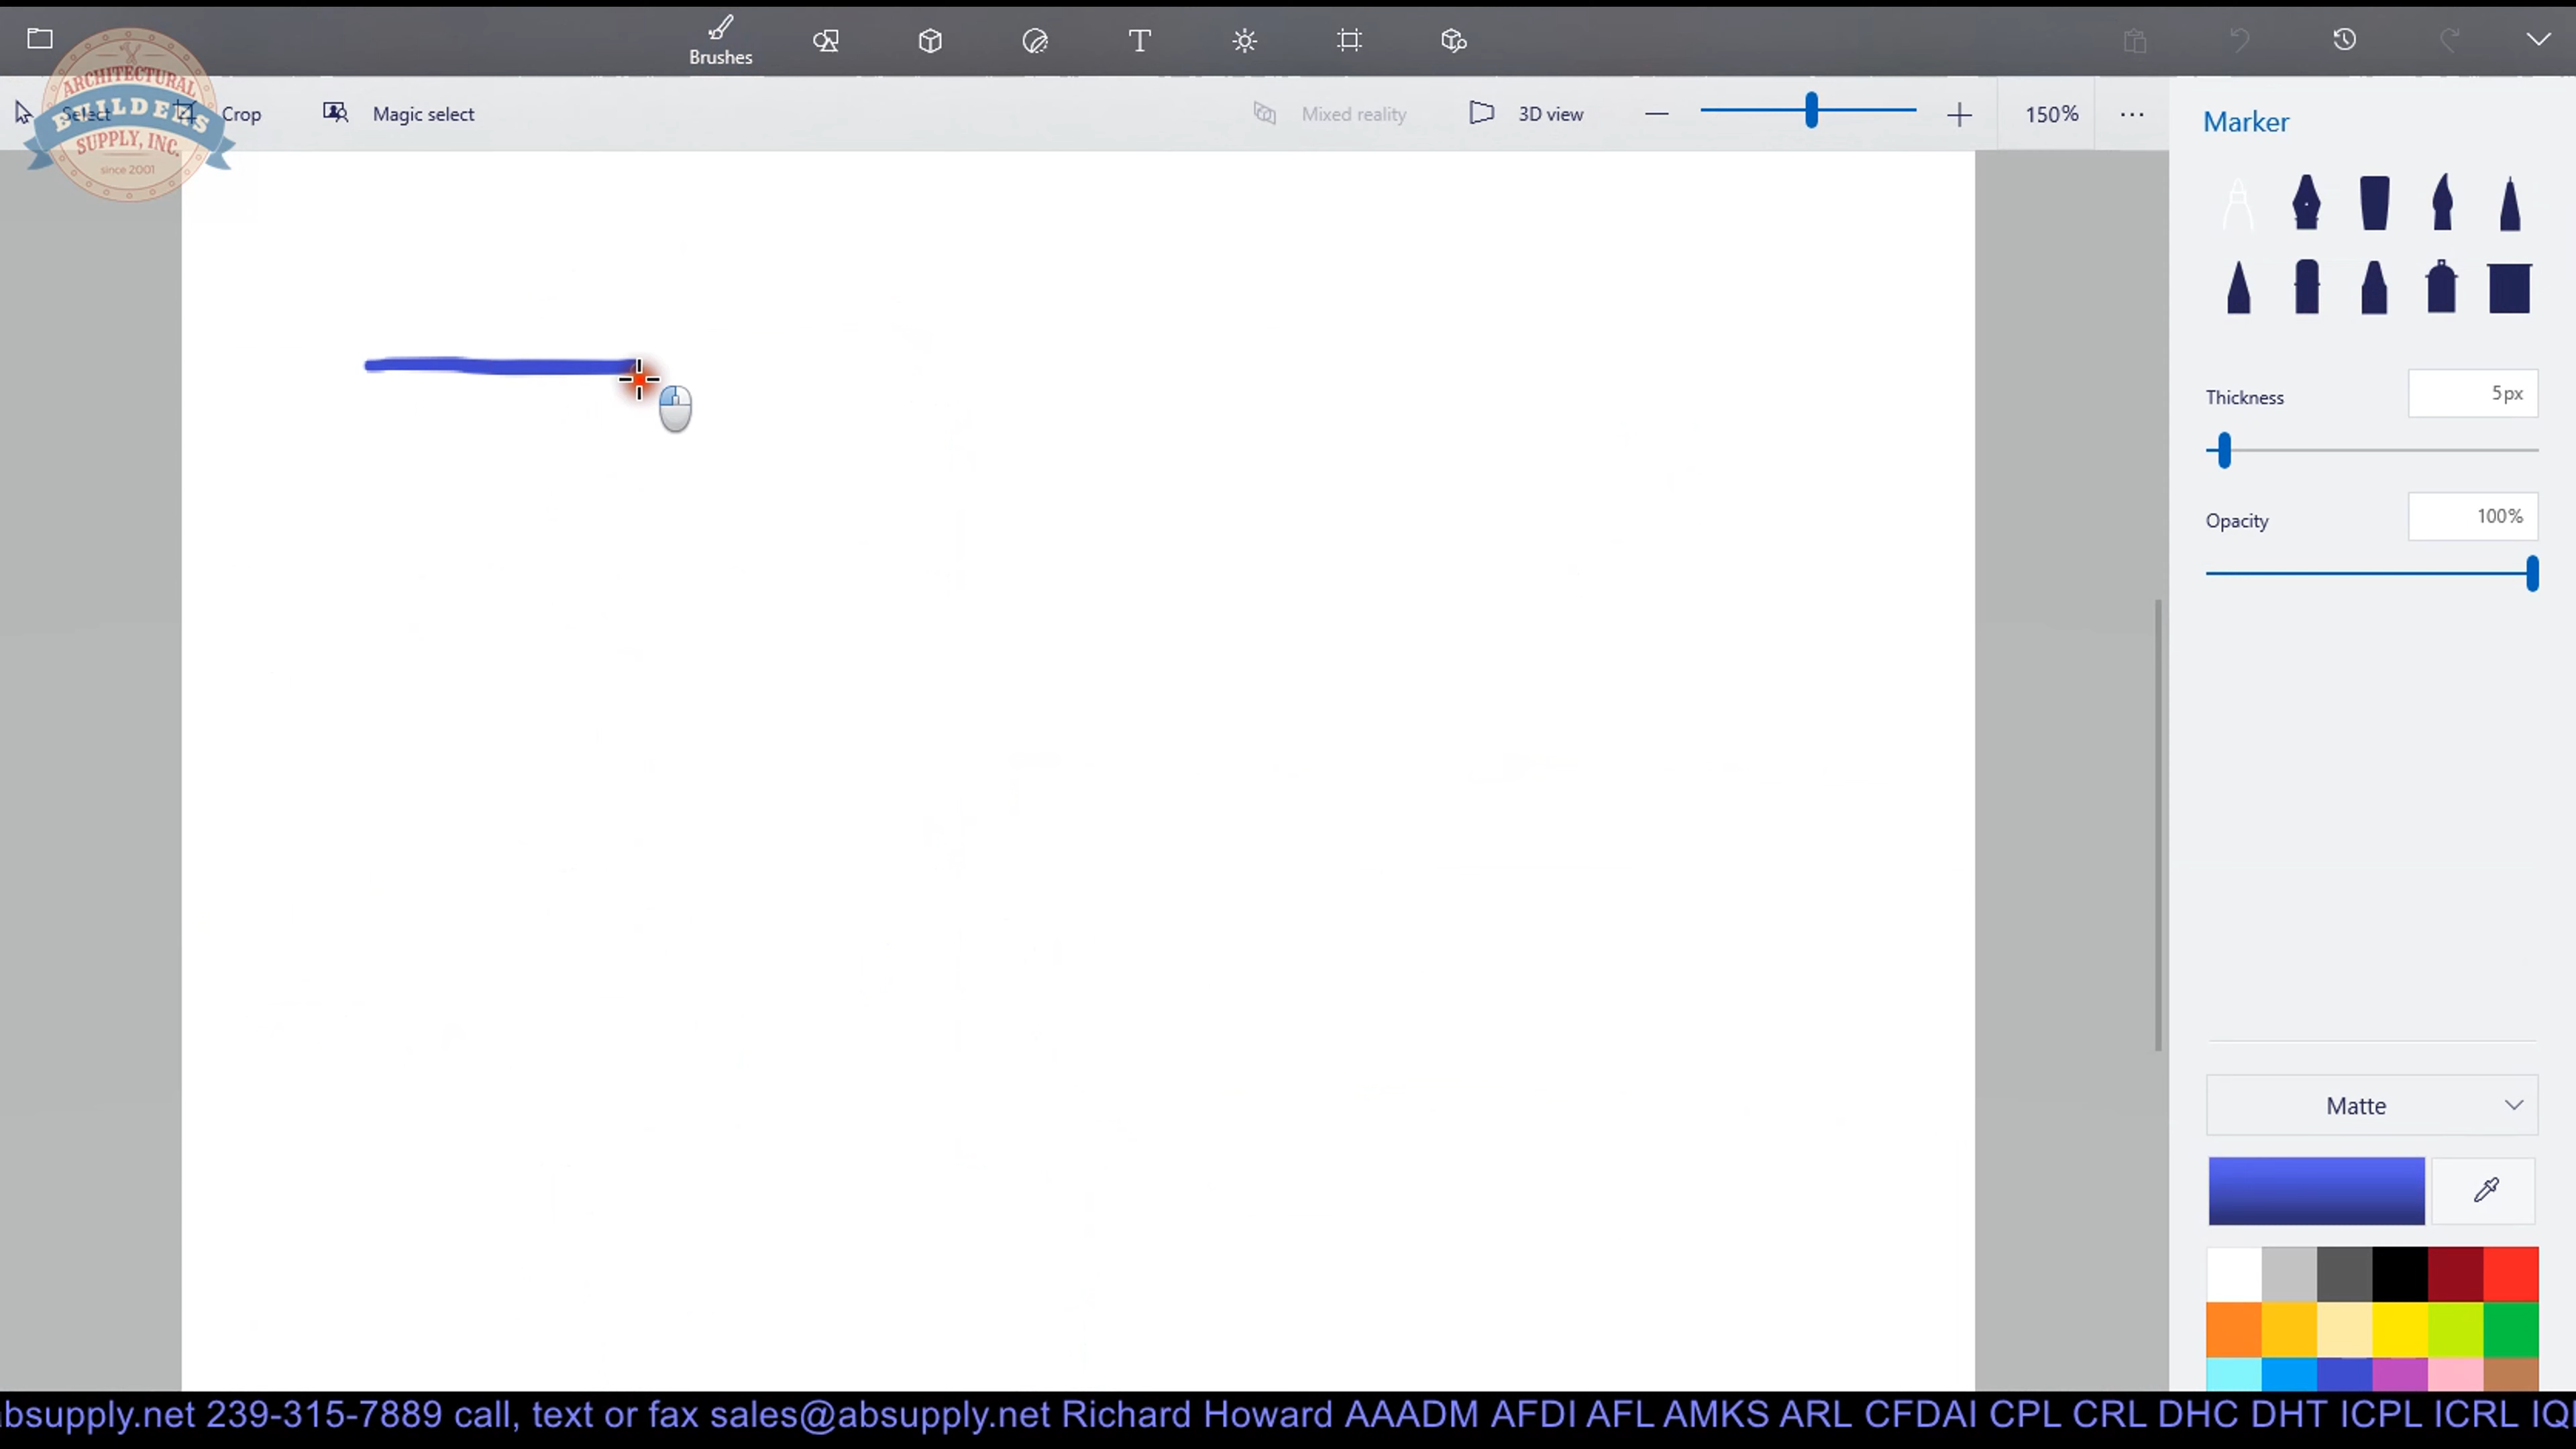 Brushes
ARCHITECTURAL
BUILDERS
SUPPLY, INC.
since 2001
Select
Crop
Magic select
Mixed reality
3D view
150%
Marker
Thickness
5px
Opacity
100%
Matte
absupply.net 239-315-7889 call, text or fax sales@absupply.net Richard Howard AAADM AFDI AFL AMKS ARL CFDAI CPL CRL DHC DHT ICPL ICRL